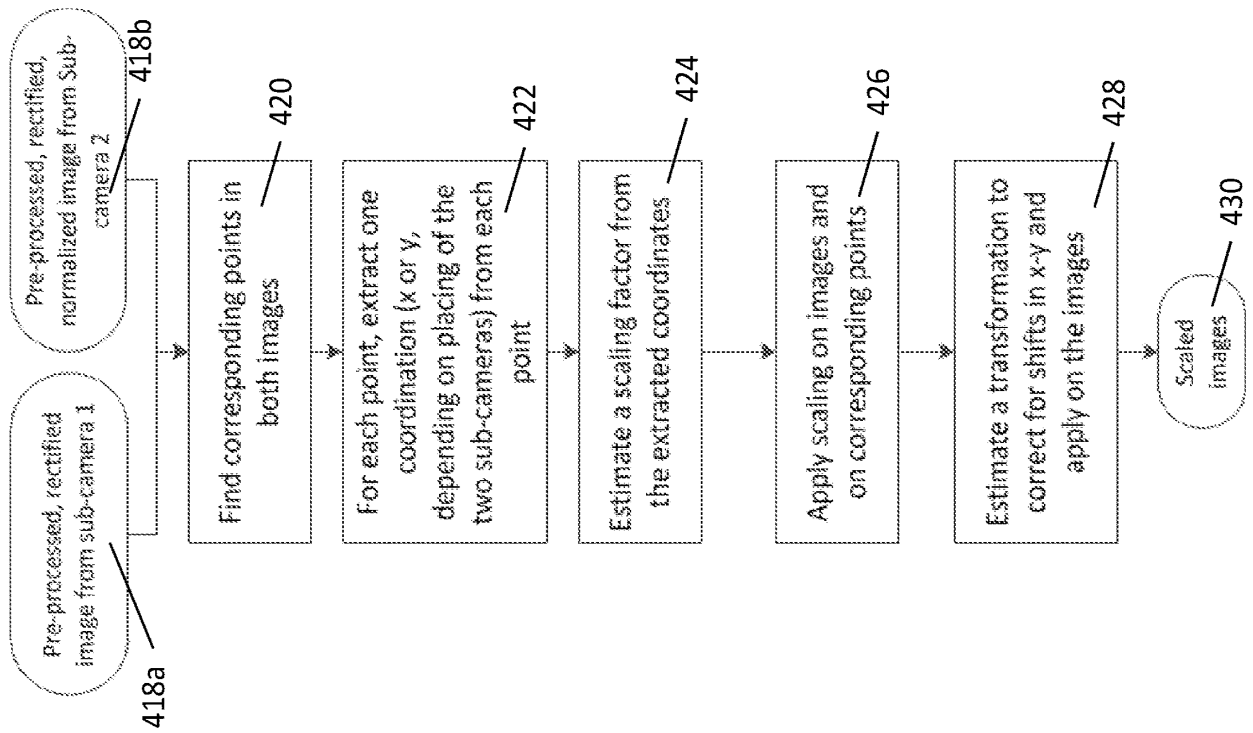 Pre-processed, rectified
image from sub-camera 1
418a
Pre-processed, rectified,
normalized image from Sub-
camera 2
418b
Find corresponding points in
both images
420
For each point, extract one
coordination (x or y,
depending on placing of the
two sub-cameras) from each
point
422
Estimate a scaling factor from
the extracted coordinates
424
Apply scaling on images and
on corresponding points
426
Estimate a transformation to
correct for shifts in x-y and
apply on the images
428
Scaled
images
430